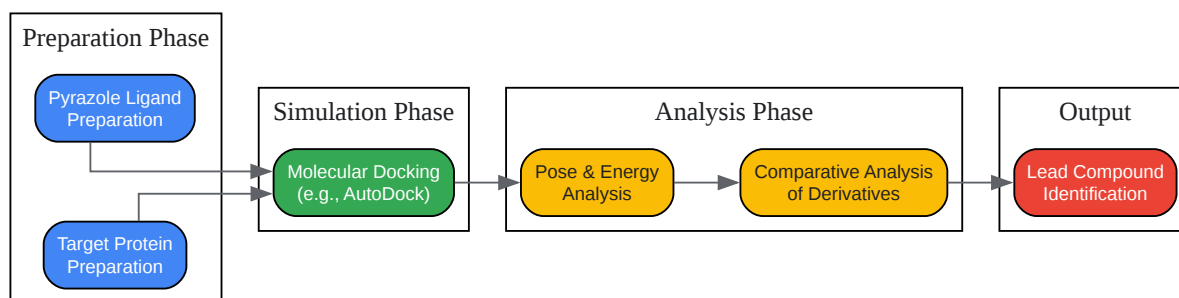 Preparation Phase
Pyrazole Ligand
Preparation
Target Protein
Preparation
Simulation Phase
Molecular Docking
(e.g., AutoDock)
Analysis Phase
Pose & Energy
Analysis
Comparative Analysis
of Derivatives
Output
Lead Compound
Identification